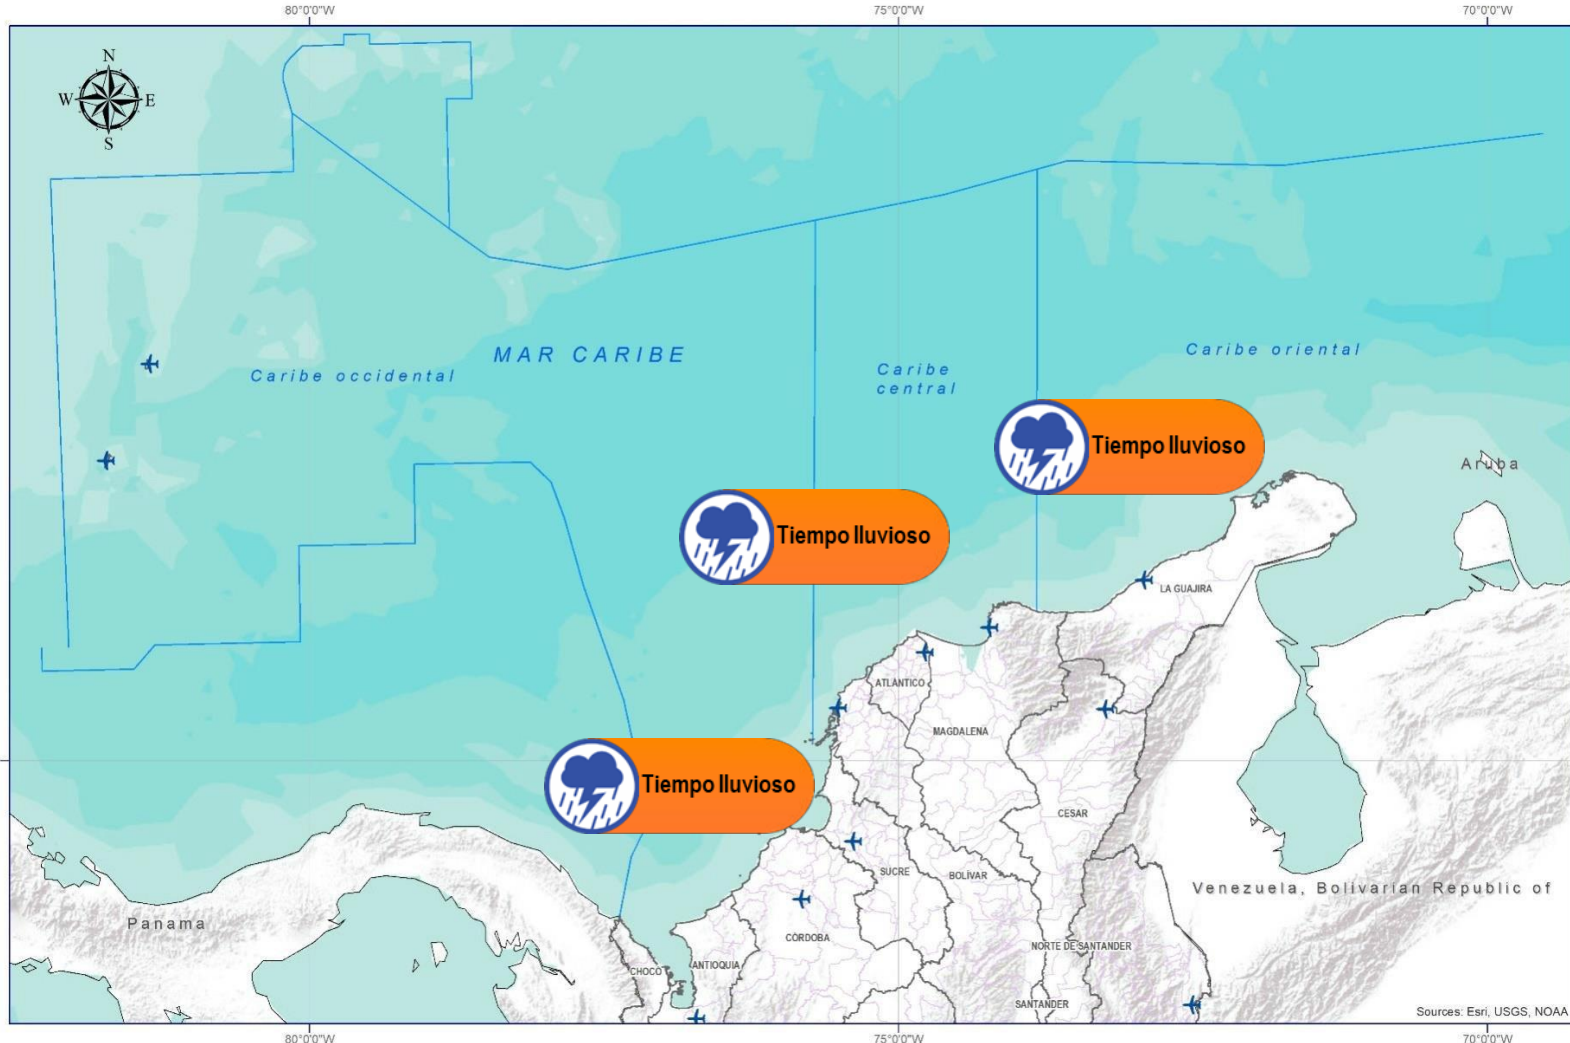 80°0'0"W
75°0'0"W
70°0'0"W
N
W
E
S
MAR CARIBE
Caribe occidental
Caribe
central
Caribe oriental
Tiempo lluvioso
Aruba
Tiempo lluvioso
LA GUAJIRA
ATLANTICO
MAGDALENA
Tiempo lluvioso
CESAR
SUCRE
BOLÍVAR
Venezuela, Bolivarian Republic of
Panama
CÓRDOBA
NORTE DE SANTANDER
CHOCO
ANTIOQUIA
SANTANDER
Sources: Esri, USGS, NOAA
80°0'0"W
75°0'0"W
70°0'0"W